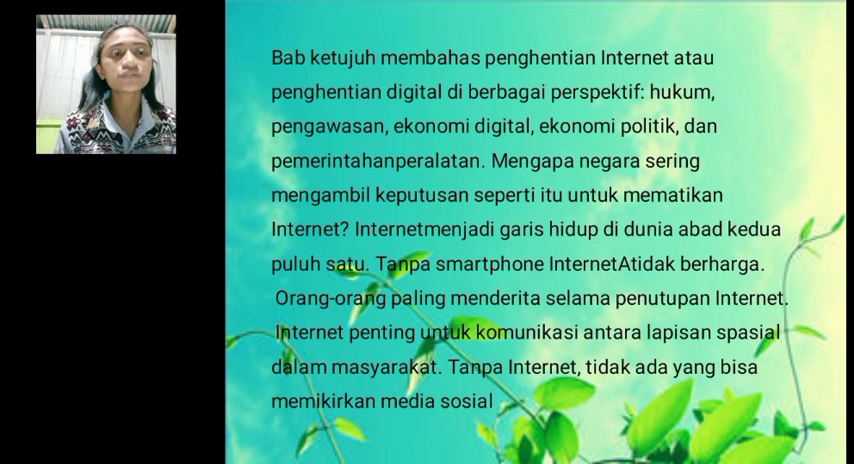 Bab ketujuh membahas penghentian Internet atau
penghentian digital di berbagai perspektif: hukum,
pengawasan, ekonomi digital, ekonomi politik, dan
pemerintahanperalatan. Mengapa negara sering
mengambil keputusan seperti itu untuk mematikan
Internet? Internetmenjadi garis hidup di dunia abad kedua
puluh satu. Tanpa smartphone InternetAtidak berharga.
Orang-orang paling menderita selama penutupan Internet.
Internet penting untuk komunikasi antara lapisan spasial
dalam masyarakat. Tanpa Internet, tidak ada yang bisa
memikirkan media sosial